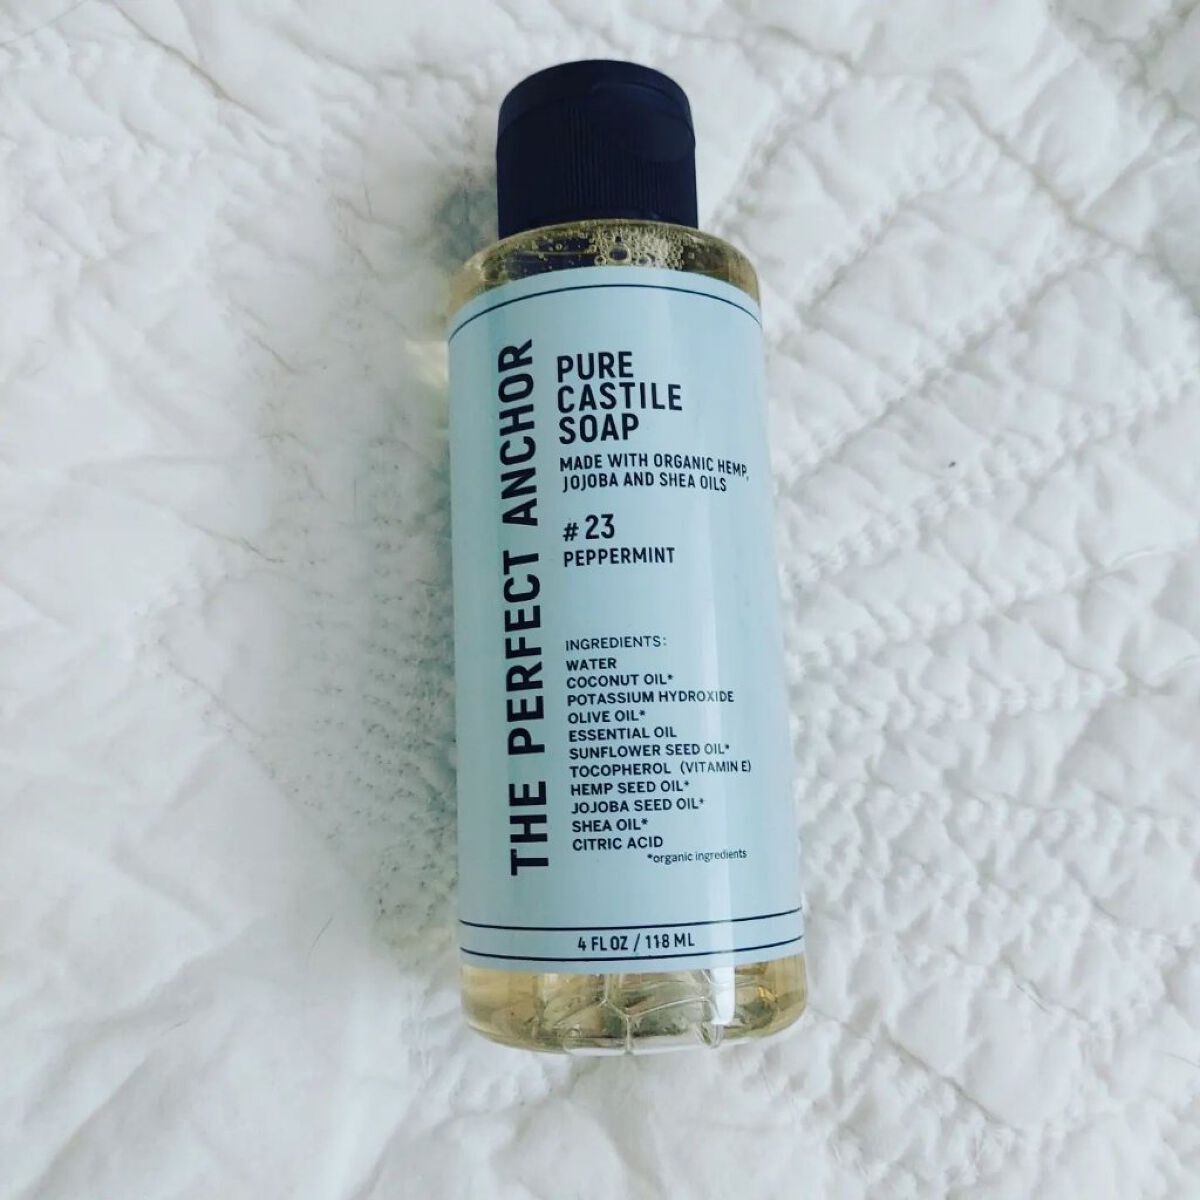 THE PERFECT ANCHOR
PURE
CASTILE
SOAP
MADE WITH ORGANIC HEMP,
JOJOBA AND SHEA OILS
# 23
PEPPERMINT
INGREDIENTS:
WATER
COCONUT OIL*
POTASSIUM HYDROXIDE
OLIVE OIL*
ESSENTIAL OIL
SUNFLOWER SEED OIL*
TOCOPHEROL (VITAMIN E)
HEMP SEED OIL*
JOJOBA SEED OIL*
SHEA OIL*
CITRIC ACID
*organic ingredients
4 FL OZ / 118 ML